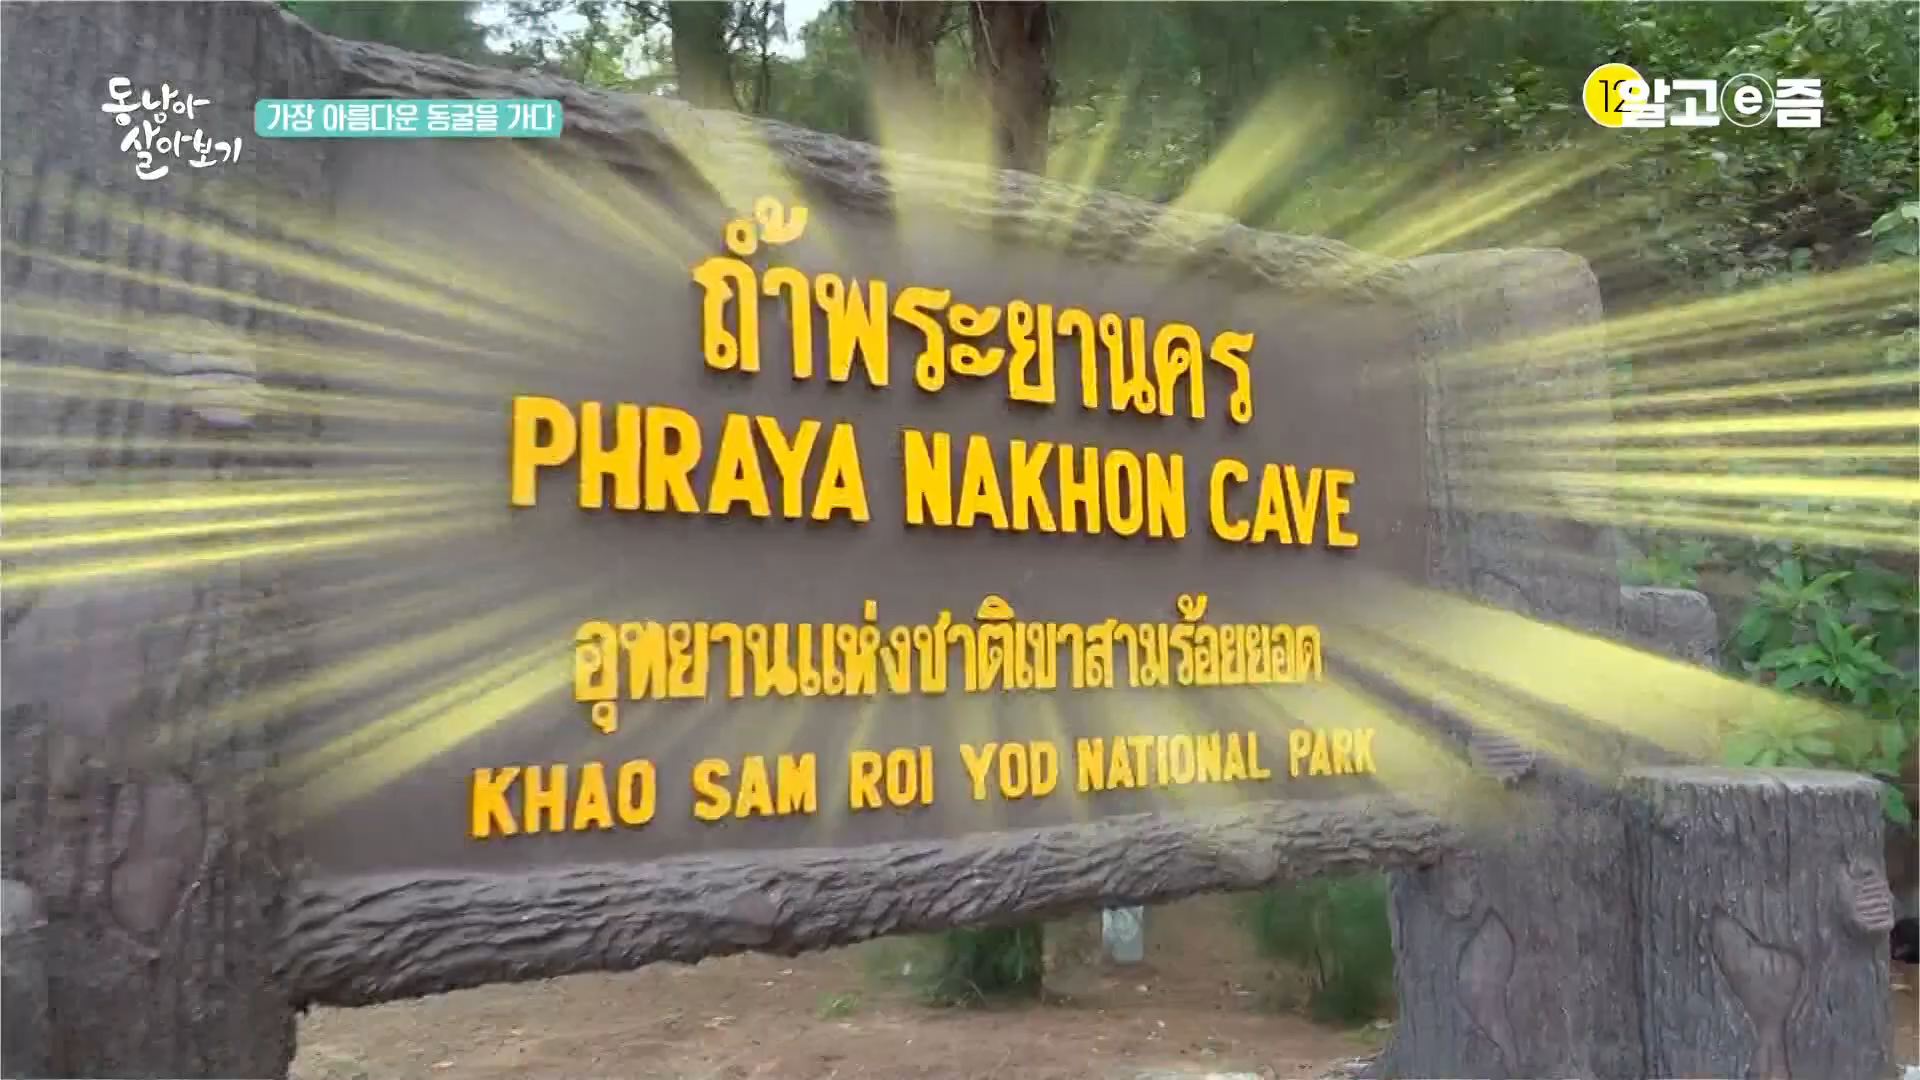 동남아
살아보기
가장 아름다운 동굴을 가다
12
알고e즘
ถ้ำพระยานคร
PHRAYA NAKHON CAVE
อุทยานแห่งชาติเขาสามร้อยยอด
KHAO SAM ROI YOD NATIONAL PARK